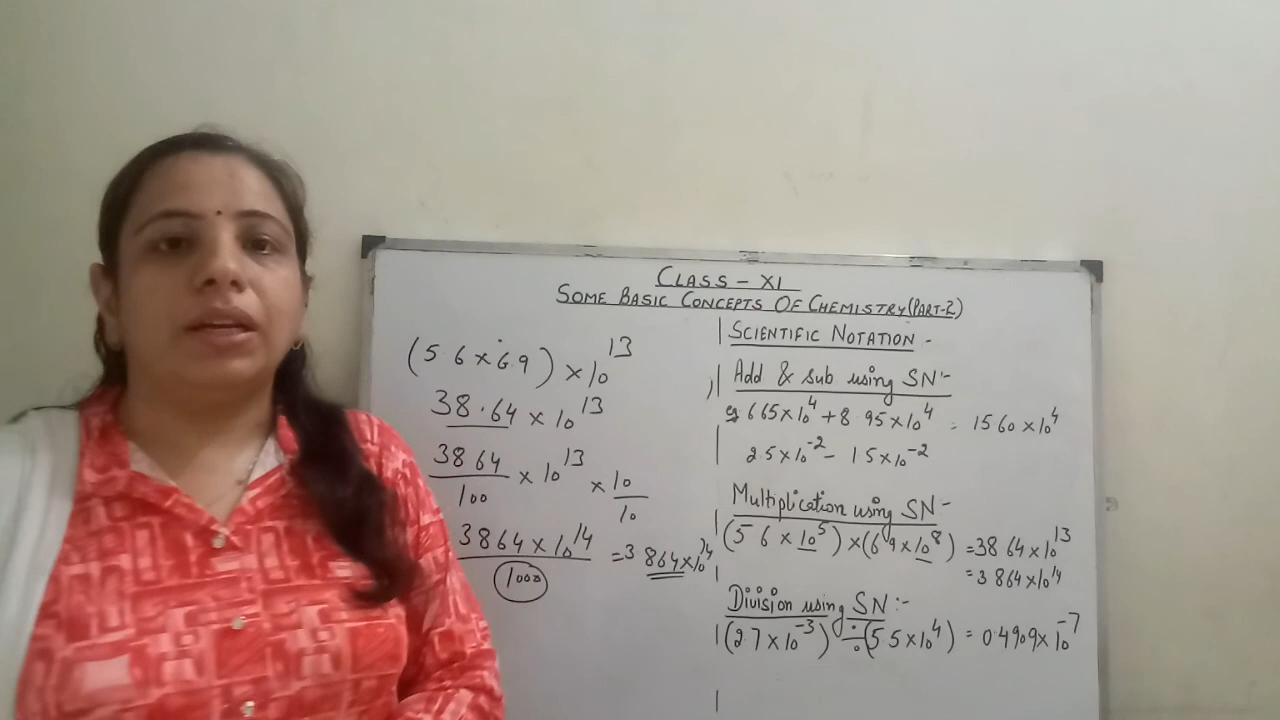 CLASS - XI
SOME BASIC CONCEPTS OF CHEMISTRY (PART-2)
(5 6 × 6.9) × 10^13
38.64 × 10^13
3864/100 × 10^13 × 10/10
3864 × 10^14/1000 = 3 864 × 10^14
SCIENTIFIC NOTATION -
Add & sub using SN :-
eg 6 65 × 10^4 + 8 95 × 10^4 = 15 60 × 10^4
2.5 × 10^-2 - 1 5 × 10^-2
Multiplication using SN -
(5 6 × 10^5) × (6 9 × 10^8) = 38 64 × 10^13
= 3 864 × 10^14
Division using SN :-
(2.7 × 10^-3) ÷ (5 5 × 10^4) = 0.4909 × 10^-7